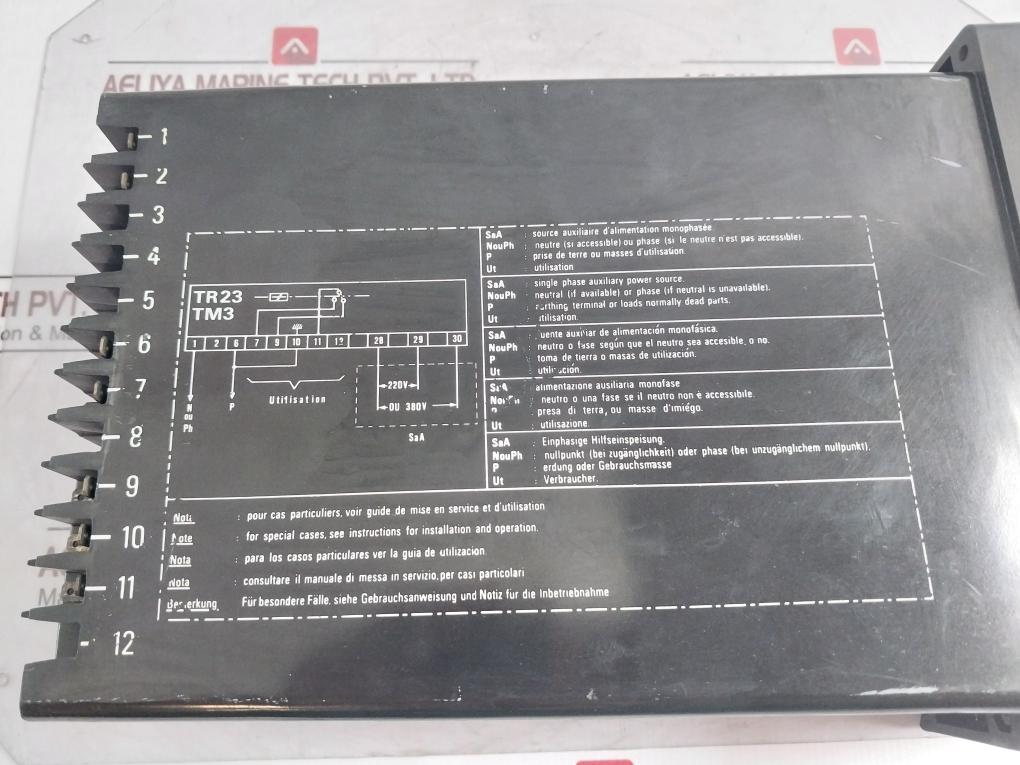 AELIYA MARINE TECH PVT. LTD
1
2
3
4
5
6
7
8
9
10
11
12
TR23
TM3
1 2 6 7 9 10 11 12 28 29 30
N ou Ph
P
Utilisation
220V
OU 380V
SaA
SaA : source auxiliaire d'alimentation monophasée
NouPh : neutre (si accessible) ou phase (si le neutre n'est pas accessible).
P : prise de terre ou masses d'utilisation.
Ut : utilisation
SaA : single phase auxiliary power source.
NouPh : neutral (if available) or phase (if neutral is unavailable).
P : rthing terminal or loads normally dead parts.
Ut : utilisation.
SaA : uente auxiliar de alimentación monofásica.
NouPh : neutro o fase según que el neutro sea accesible, o no.
P : toma de tierra o masas de utilización.
Ut :
alimentazione ausiliaria monofase
neutro o una fase se il neutro non è accessibile.
presa di terra, ou masse d'imiégo.
Ut : utilisazione.
SaA : Einphasige Hilfseinspeisung.
NouPh : nullpunkt (bei zugänglichkeit) oder phase (bei unzugänglichem nullpunkt).
P : erdung oder Gebrauchsmasse
Ut : Verbraucher.
Nota : pour cas particuliers, voir guide de mise en service et d'utilisation
Note : for special cases, see instructions for installation and operation.
Nota : para los casos particulares ver la guia de utilizacion.
Nota : consultare il manuale di messa in servizio, per casi particolari
Bemerkung Für besondere Fälle, siehe Gebrauchsanweisung und Notiz für die Inbetriebnahme